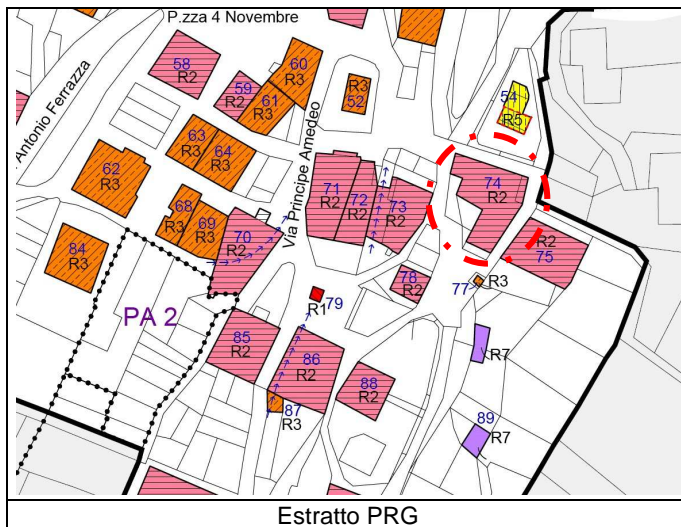 P.zza 4 Novembre
Antonio Ferrazza
VIa Principe Amedeo
58
R2
59
R2
60
R3
61
R3
R3
52
54
R5
62
R3
63
R3
64
R3
68
R3
69
R3
70
R2
71
R2
72
R2
73
R2
74
R2
R2
75
84
R3
PA 2
78
R2
77
R3
R1
79
85
R2
86
R2
87
R3
88
R2
R7
89
R7
Estratto PRG